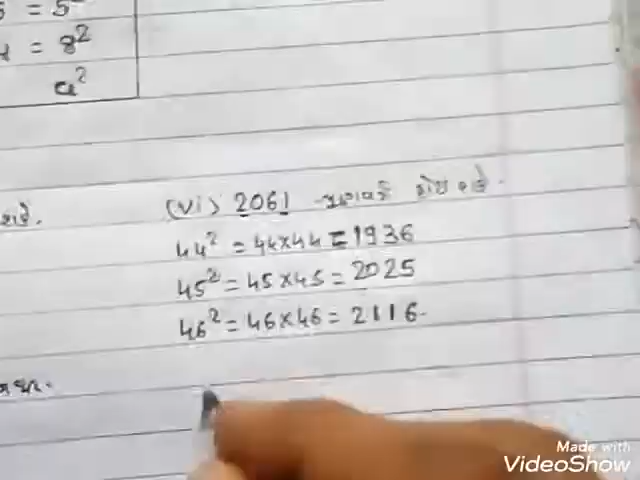 = 5²
= 8²
a²
(vi) 2061
44² = 44×44 = 1936
45² = 45×45 = 2025
46² = 46×46 = 2116.
Made with
VideoShow